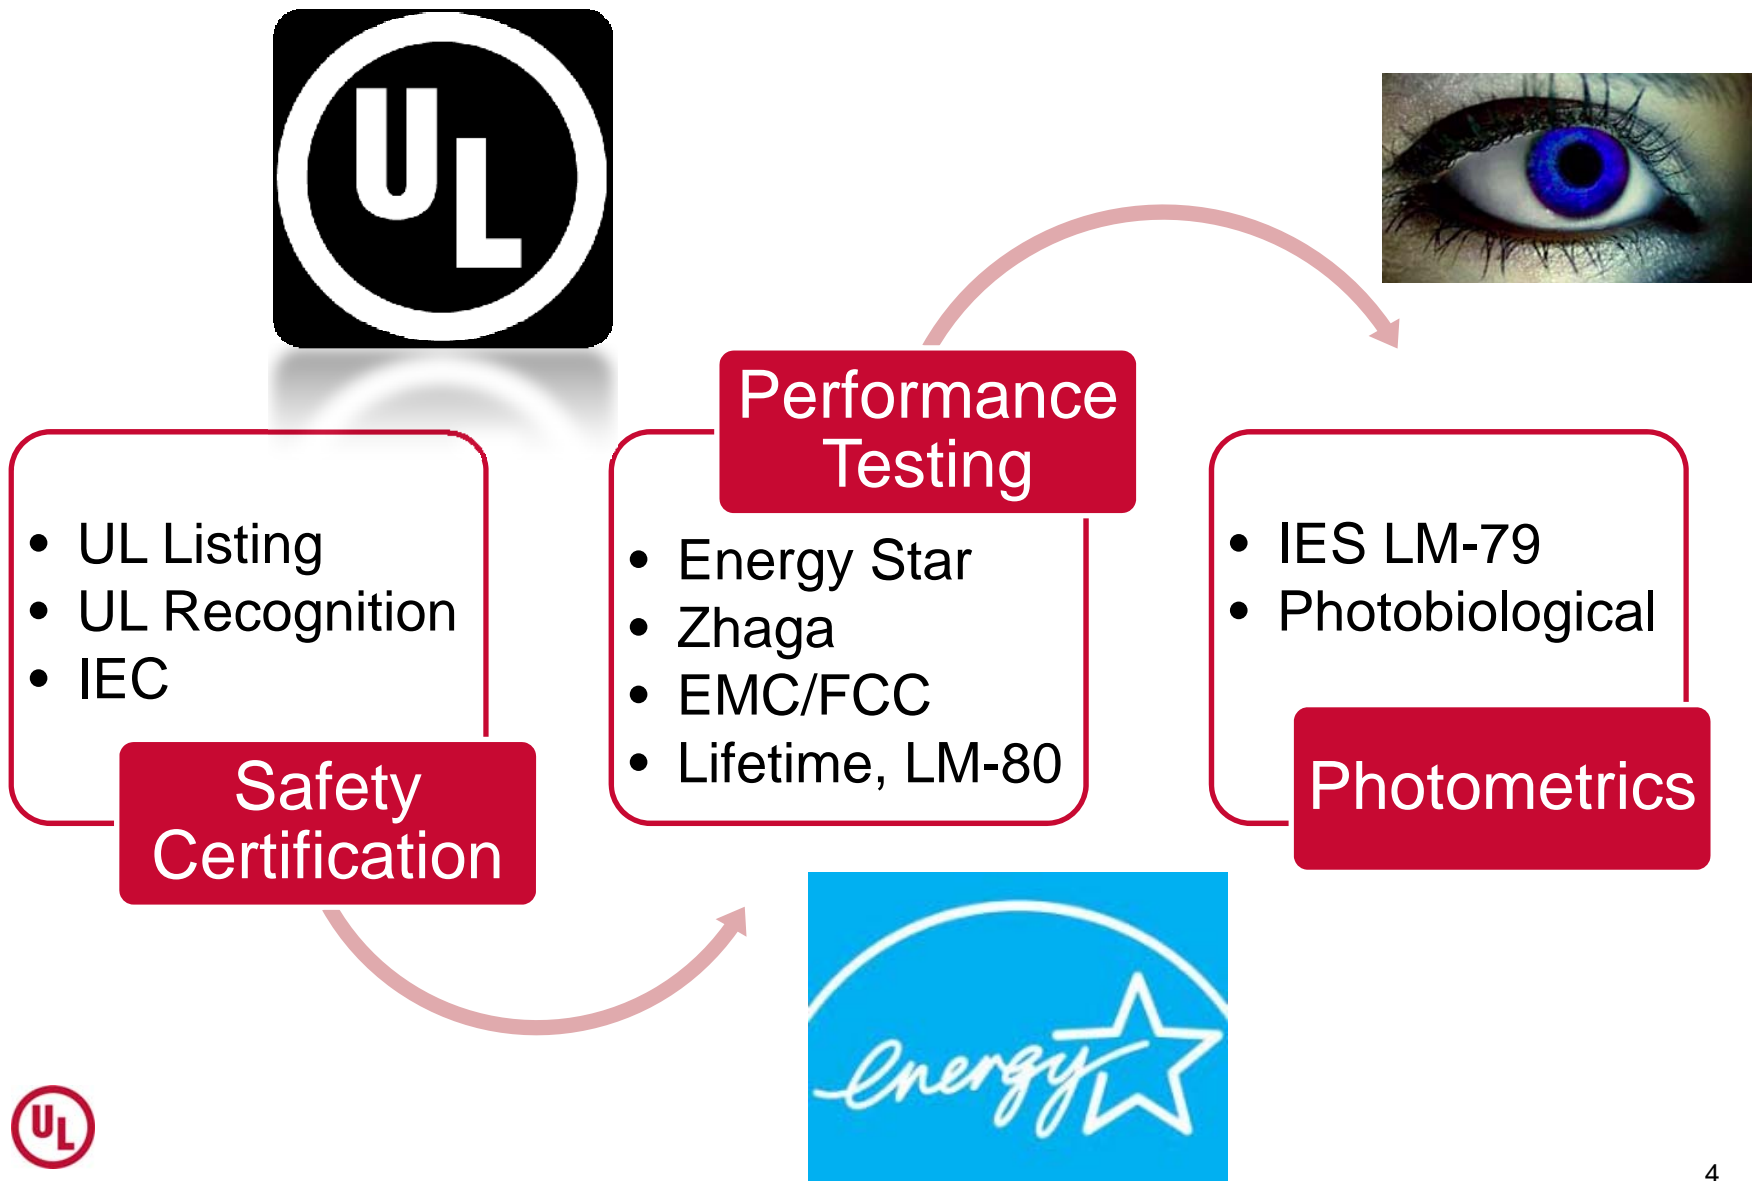 UL
• UL Listing
• UL Recognition
• IEC
Safety
Certification
Performance
Testing
• Energy Star
• Zhaga
• EMC/FCC
• Lifetime, LM-80
• IES LM-79
• Photobiological
Photometrics
energy
UL
4